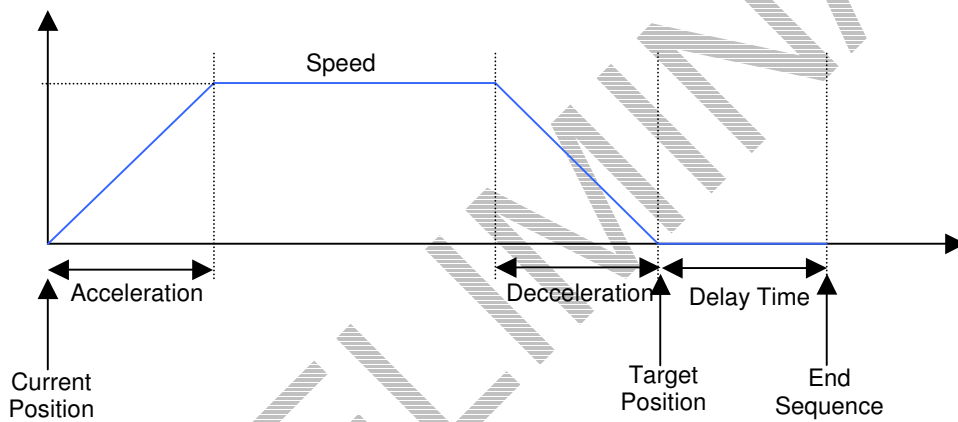 Speed
Acceleration
Decceleration
Delay Time
Current
Position
Target
Position
End
Sequence